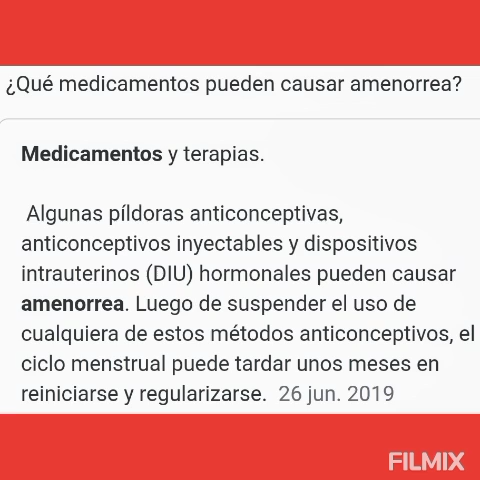 ¿Qué medicamentos pueden causar amenorrea?
Medicamentos y terapias.
Algunas píldoras anticonceptivas,
anticonceptivos inyectables y dispositivos
intrauterinos (DIU) hormonales pueden causar
amenorrea. Luego de suspender el uso de
cualquiera de estos métodos anticonceptivos, el
ciclo menstrual puede tardar unos meses en
reiniciarse y regularizarse. 26 jun. 2019
FILMIX